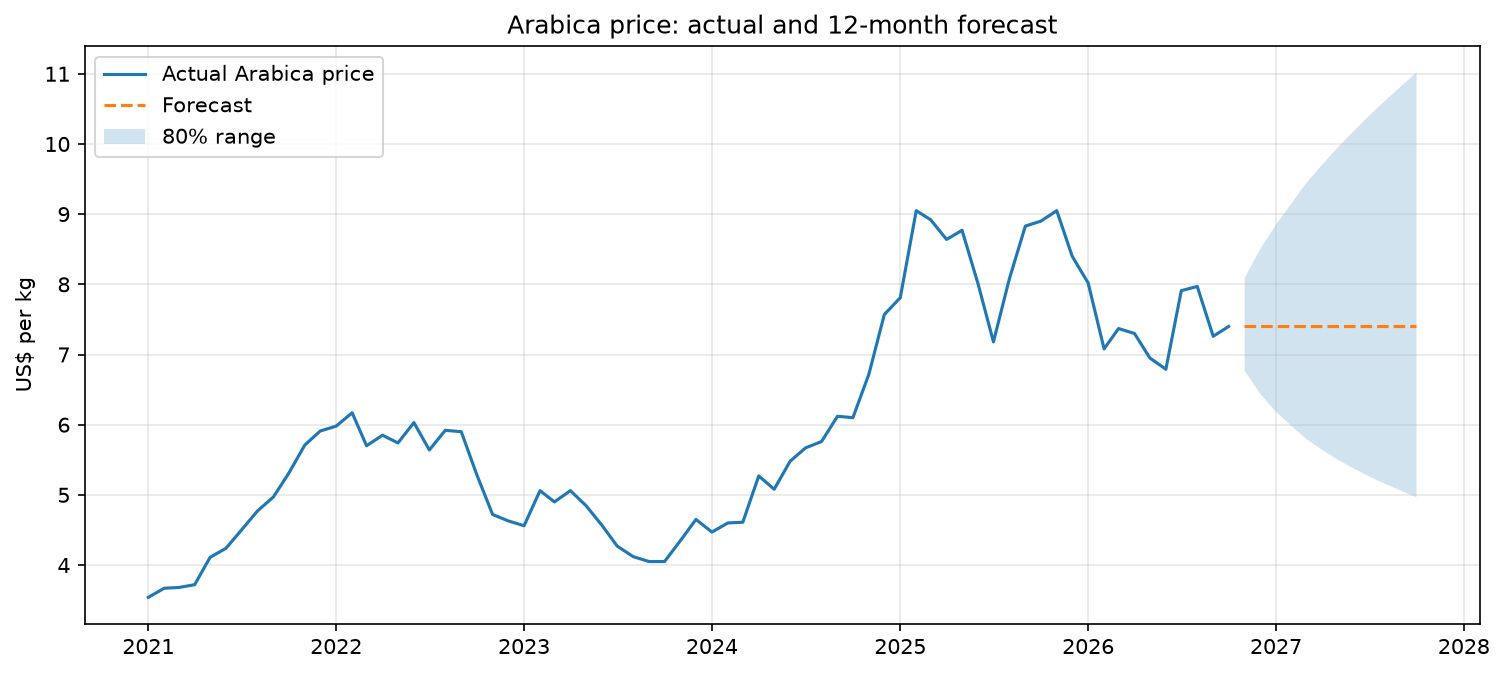 Arabica price: actual and 12-month forecast
Actual Arabica price
Forecast
80% range
US$ per kg
11
10
9
8
7
6
5
4
2021 2022 2023 2024 2025 2026 2027 2028